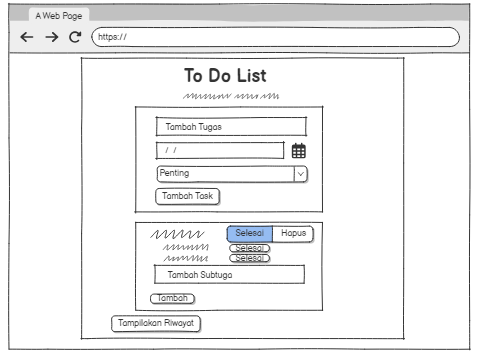 A Web Page
https://
To Do List
Tambah Tugas
/ /
Penting
Tambah Task
Selesai Hapus
Selesai
Selesai
Tambah Subtuga
Tambah
Tampilakan Riwayat